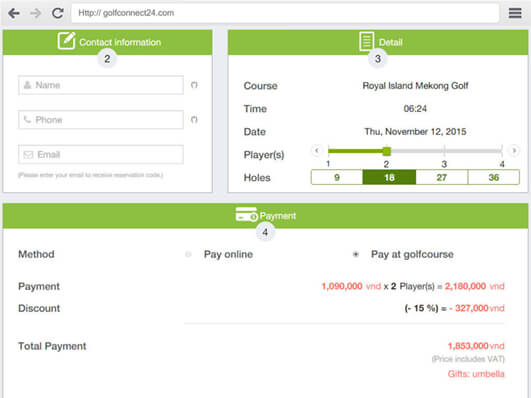 Http:// golfconnect24.com
Contact information
2
Name
(*)
Phone
(*)
Email
(Please enter your email to receive reservation code.)
Detail
3
Course Royal Island Mekong Golf
Time 06:24
Date Thu, November 12, 2015
Player(s)
1 2 3 4
Holes 9 18 27 36
Payment
4
Method Pay online Pay at golfcourse
Payment 1,090,000 vnd x 2 Player(s) = 2,180,000 vnd
Discount (- 15 %) = - 327,000 vnd
Total Payment 1,853,000 vnd
(Price includes VAT)
Gifts: umbella